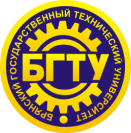 БРЯНСКИЙ ГОСУДАРСТВЕННЫЙ ТЕХНИЧЕСКИЙ УНИВЕРСИТЕТ
БГТУ